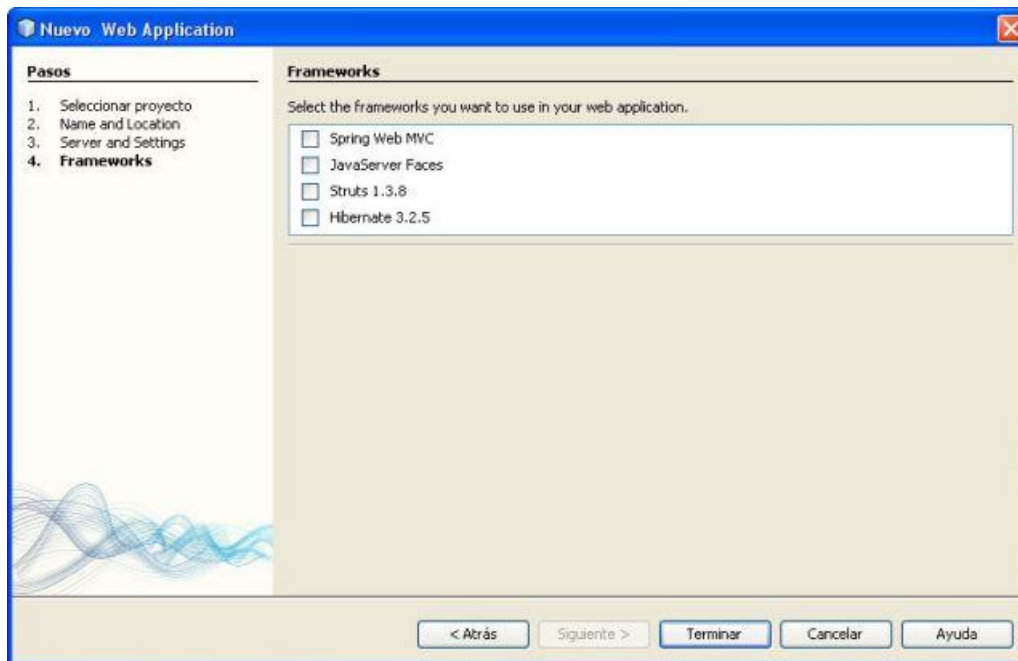 Nuevo Web Application
Pasos
1. Seleccionar proyecto
2. Name and Location
3. Server and Settings
4. Frameworks
Frameworks
Select the frameworks you want to use in your web application.
Spring Web MVC
JavaServer Faces
Struts 1.3.8
Hibernate 3.2.5
< Atrás
Siguiente >
Terminar
Cancelar
Ayuda